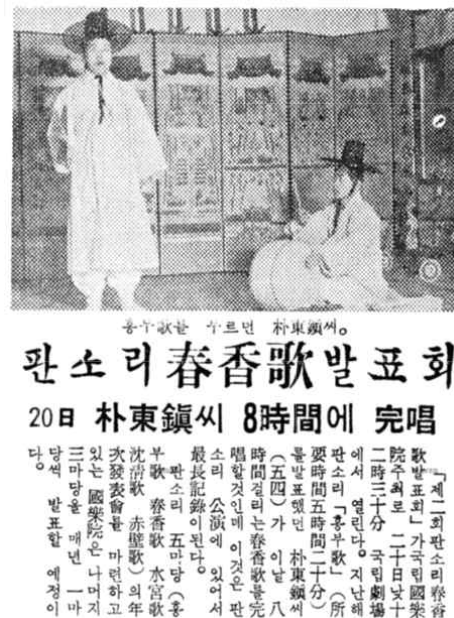 흥부歌를 부르던 朴東鎭씨。
판소리 春香歌 발표회
20日 朴東鎭씨 8時間에 完唱
「제二회판소리春香
歌발표회」가국립國樂
院주최로 二十日낮十
二時三十分 국립劇場
에서 열린다。지난해
판소리「흥부歌」(所
要時間五時間二十分)
를발표했던 朴東鎭씨
(五四)가 이날 八
時間걸리는春香歌를完
唱할것인데 이것은 판
소리 公演에 있어서
最長記錄이된다。
판소리 五마당(흥
부歌 春香歌 水宮歌
沈淸歌 赤壁歌)의年
次發表會를 마련하고
있는 國樂院은 나머지
三마당을 매년 一마
당씩 발표할 예정이
다。